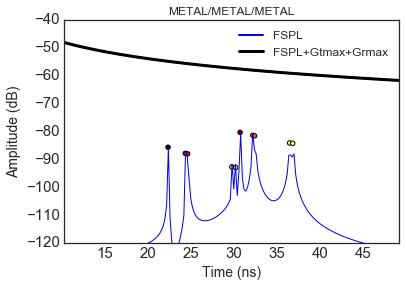 METAL/METAL/METAL
FSPL
FSPL+Gtmax+Grmax
Amplitude (dB)
−40
−50
−60
−70
−80
−90
−100
−110
−120
15 20 25 30 35 40 45
Time (ns)